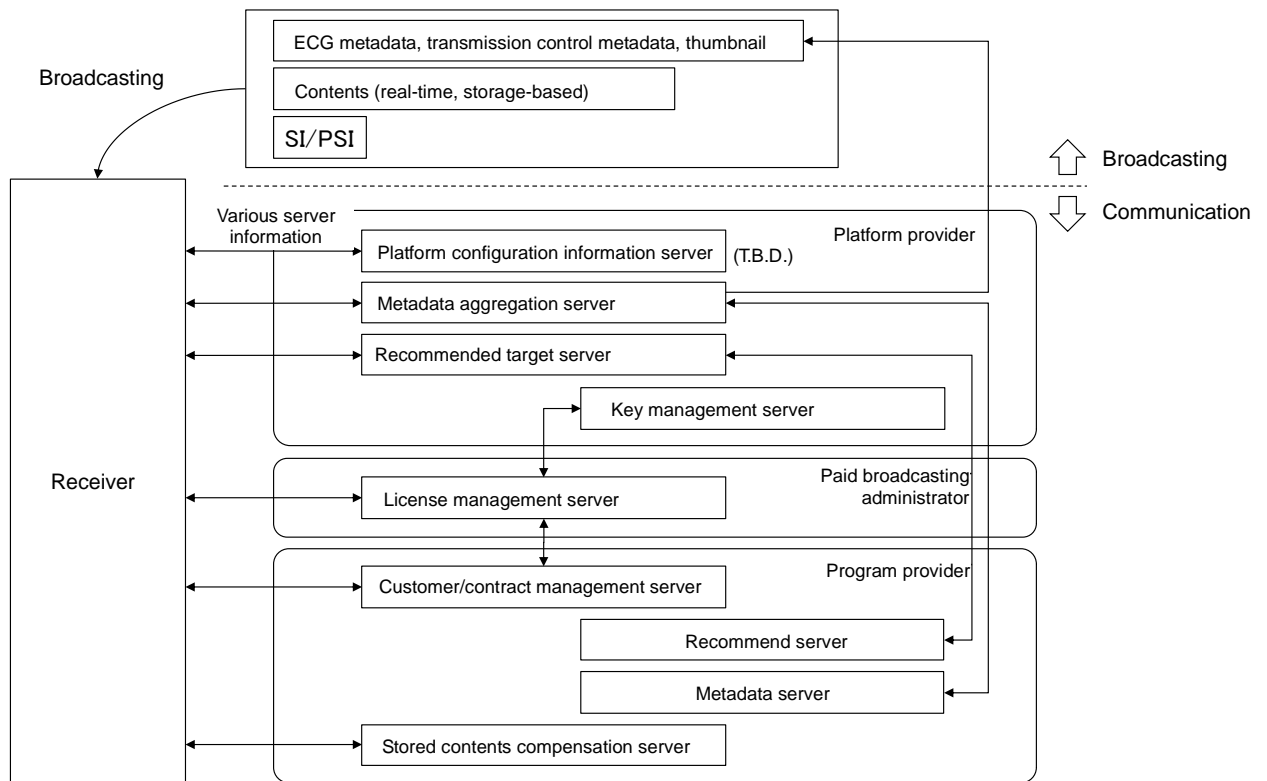 ECG metadata, transmission control metadata, thumbnail
Broadcasting
Contents (real-time, storage-based)
SI/PSI
Broadcasting
Communication
Various server
information
Platform provider
Platform configuration information server
(T.B.D.)
Metadada aggregation server
Recommended target server
Key management server
Receiver
Paid broadcasting
administrator
License management server
Program provider
Customer/contract management server
Recommend server
Metadata server
Stored contents compensation server